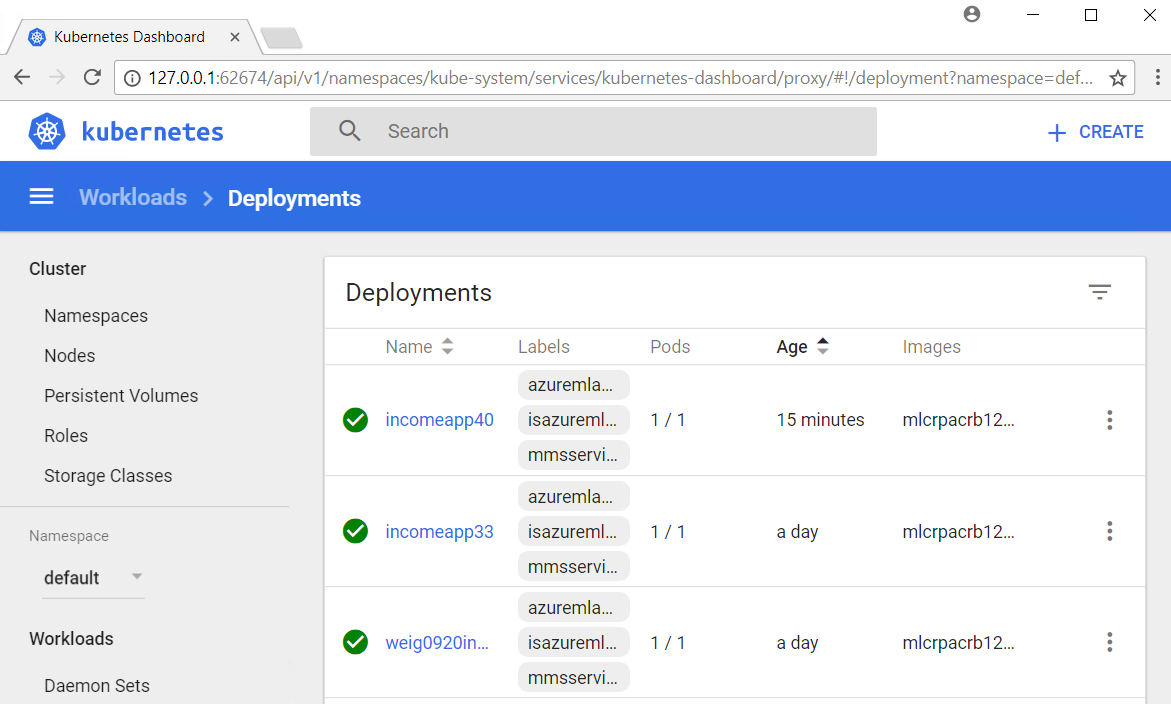 Kubernetes Dashboard
127.0.0.1:62674/api/v1/namespaces/kube-system/services/kubernetes-dashboard/proxy/#!/deployment?namespace=def...
kubernetes
Search
CREATE
Workloads > Deployments
Cluster
Namespaces
Nodes
Persistent Volumes
Roles
Storage Classes
Namespace
default
Workloads
Daemon Sets
Deployments
Name Labels Pods Age Images
azuremla...
incomeapp40 isazureml... 1 / 1 15 minutes mlcrpacrb12...
mmsservi...
azuremla...
incomeapp33 isazureml... 1 / 1 a day mlcrpacrb12...
mmsservi...
azuremla...
weig0920in... isazureml... 1 / 1 a day mlcrpacrb12...
mmsservi...